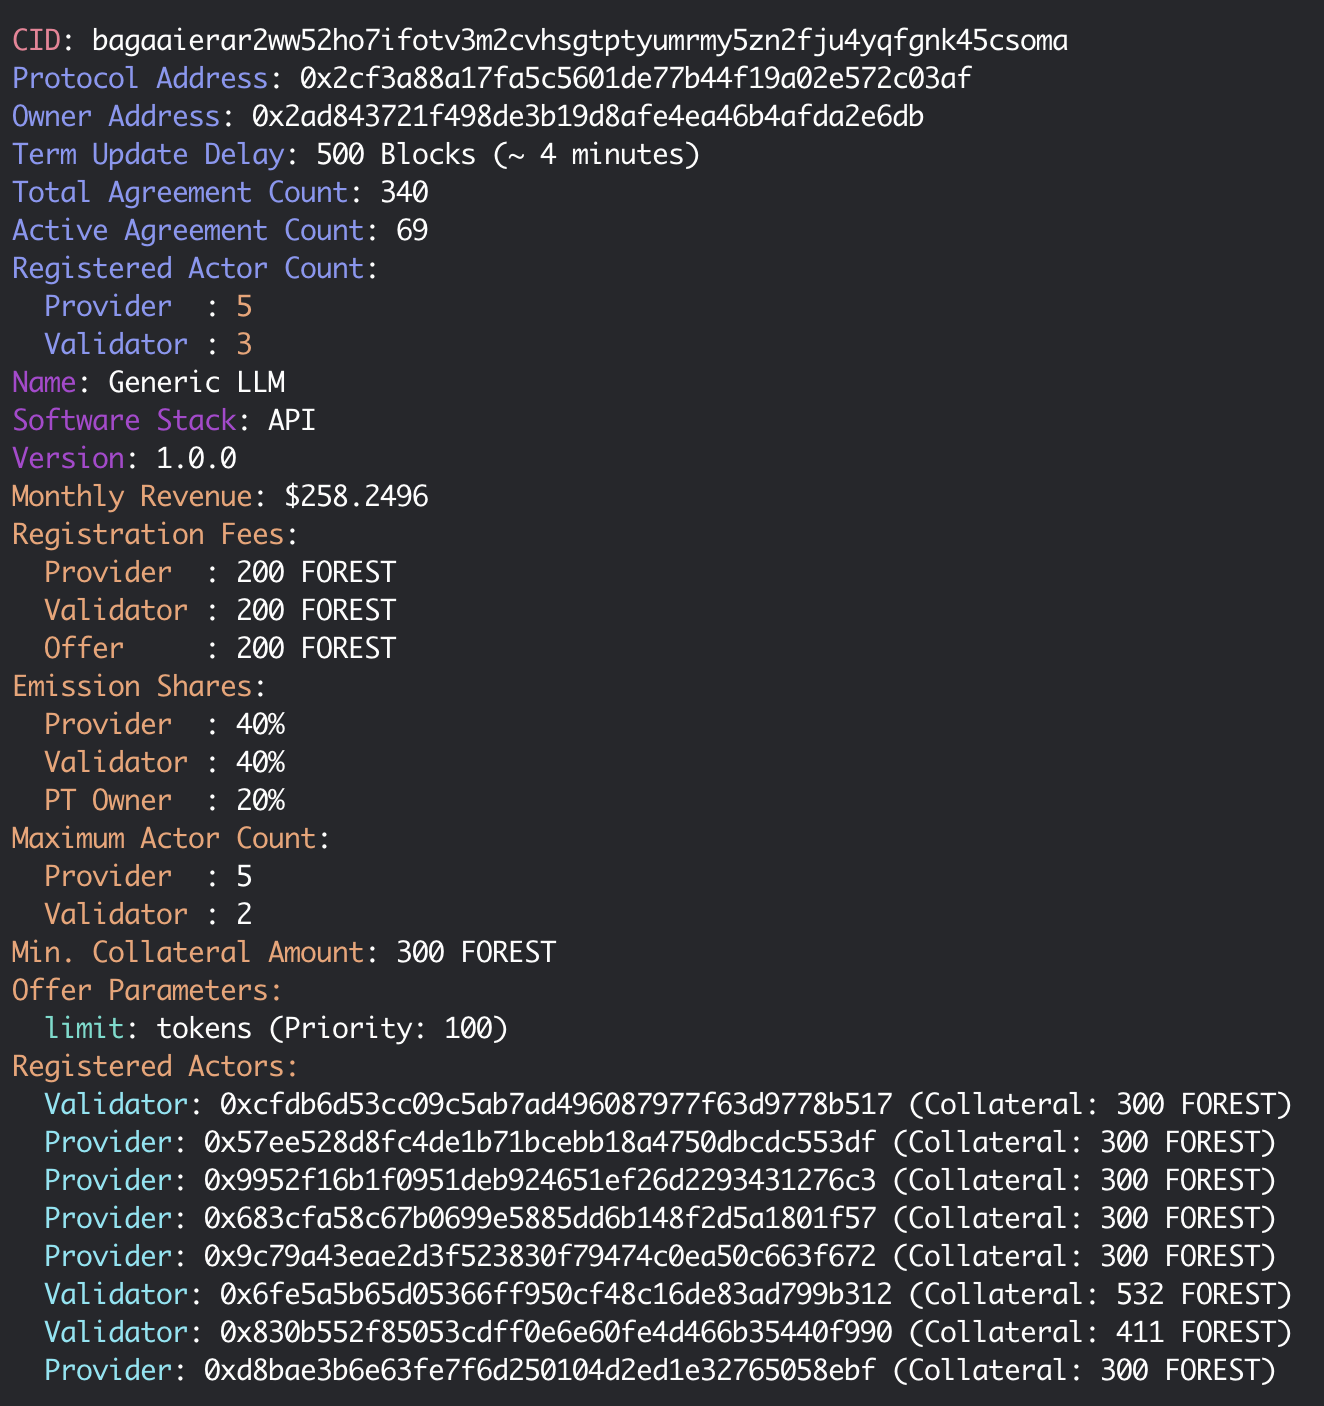 CID: bagaaierar2ww52ho7ifotv3m2cvhsgtptyumrmy5zn2fju4yqfgnk45csoma
Protocol Address: 0x2cf3a88a17fa5c5601de77b44f19a02e572c03af
Owner Address: 0x2ad843721f498de3b19d8afe4ea46b4afda2e6db
Term Update Delay: 500 Blocks (~ 4 minutes)
Total Agreement Count: 340
Active Agreement Count: 69
Registered Actor Count:
  Provider  : 5
  Validator : 3
Name: Generic LLM
Software Stack: API
Version: 1.0.0
Monthly Revenue: $258.2496
Registration Fees:
  Provider  : 200 FOREST
  Validator : 200 FOREST
  Offer     : 200 FOREST
Emission Shares:
  Provider  : 40%
  Validator : 40%
  PT Owner  : 20%
Maximum Actor Count:
  Provider  : 5
  Validator : 2
Min. Collateral Amount: 300 FOREST
Offer Parameters:
  limit: tokens (Priority: 100)
Registered Actors:
  Validator: 0xcfdb6d53cc09c5ab7ad496087977f63d9778b517 (Collateral: 300 FOREST)
  Provider: 0x57ee528d8fc4de1b71bcebb18a4750dbcdc553df (Collateral: 300 FOREST)
  Provider: 0x9952f16b1f0951deb924651ef26d2293431276c3 (Collateral: 300 FOREST)
  Provider: 0x683cfa58c67b0699e5885dd6b148f2d5a1801f57 (Collateral: 300 FOREST)
  Provider: 0x9c79a43eae2d3f523830f79474c0ea50c663f672 (Collateral: 300 FOREST)
  Validator: 0x6fe5a5b65d05366ff950cf48c16de83ad799b312 (Collateral: 532 FOREST)
  Validator: 0x830b552f85053cdff0e6e60fe4d466b35440f990 (Collateral: 411 FOREST)
  Provider: 0xd8bae3b6e63fe7f6d250104d2ed1e32765058ebf (Collateral: 300 FOREST)